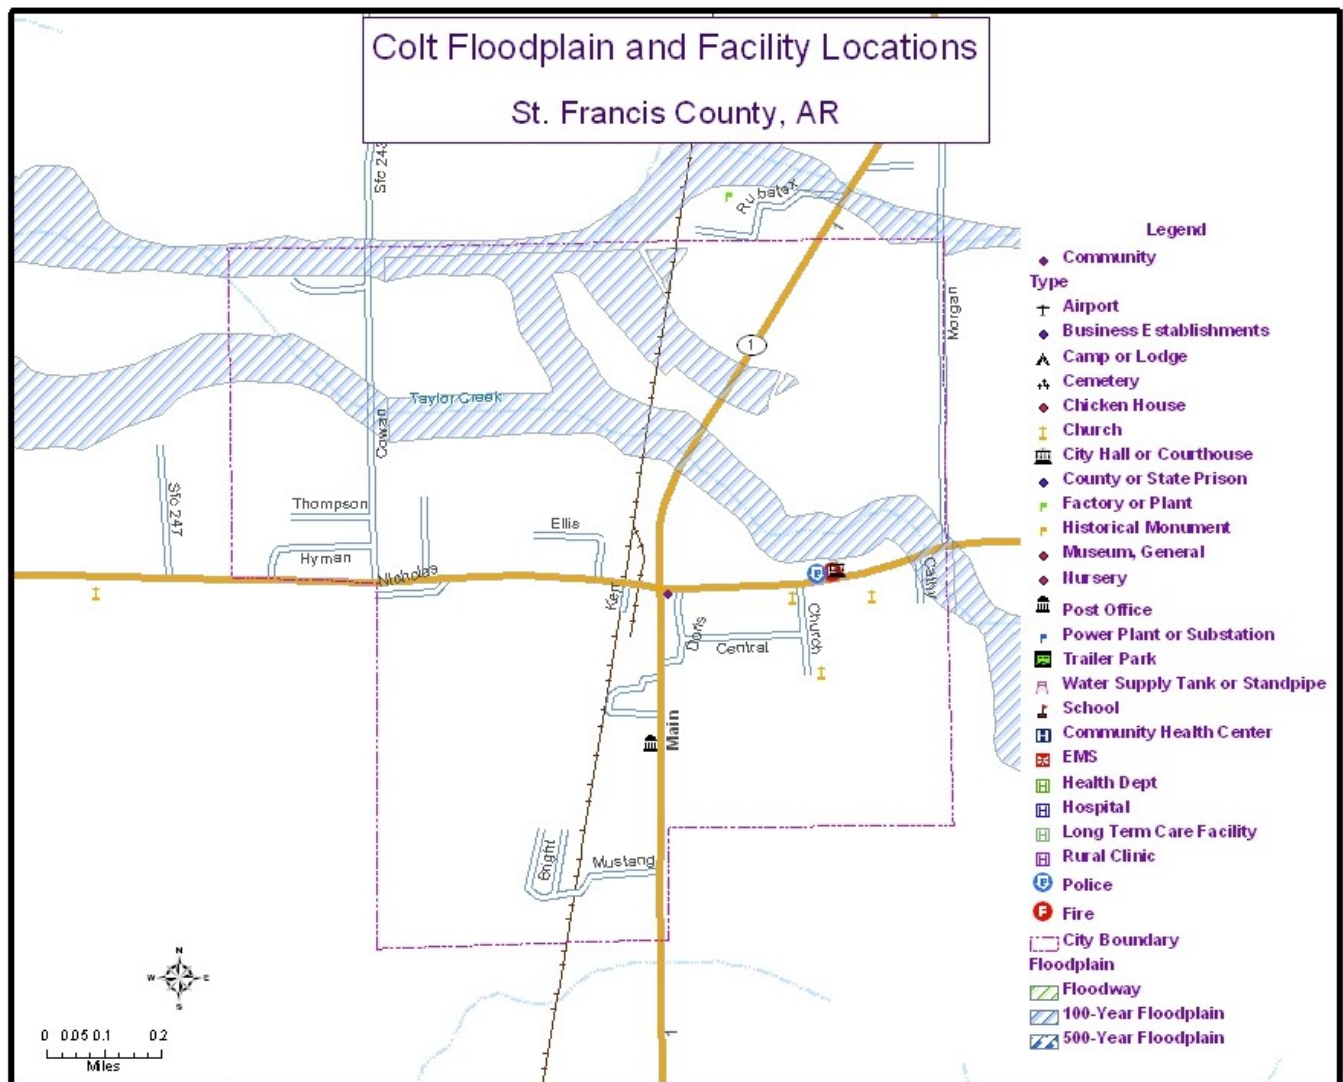 Colt Floodplain and Facility Locations
St. Francis County, AR
Sfc 243
Rubatex
1
Morgan
1
Taylor Creek
Cowan
Sfc 247
Thompson
Hyman
Nicholas
Ellis
Ken
Doris
Central
Church
Cathy
Main
Bright
Mustang
1
N
W E
S
0 0.05 0.1 0.2
Miles
Legend
Community
Type
Airport
Business Establishments
Camp or Lodge
Cemetery
Chicken House
Church
City Hall or Courthouse
County or State Prison
Factory or Plant
Historical Monument
Museum, General
Nursery
Post Office
Power Plant or Substation
Trailer Park
Water Supply Tank or Standpipe
School
Community Health Center
EMS
H Health Dept
H Hospital
H Long Term Care Facility
H Rural Clinic
P Police
F Fire
City Boundary
Floodplain
Floodway
100-Year Floodplain
500-Year Floodplain